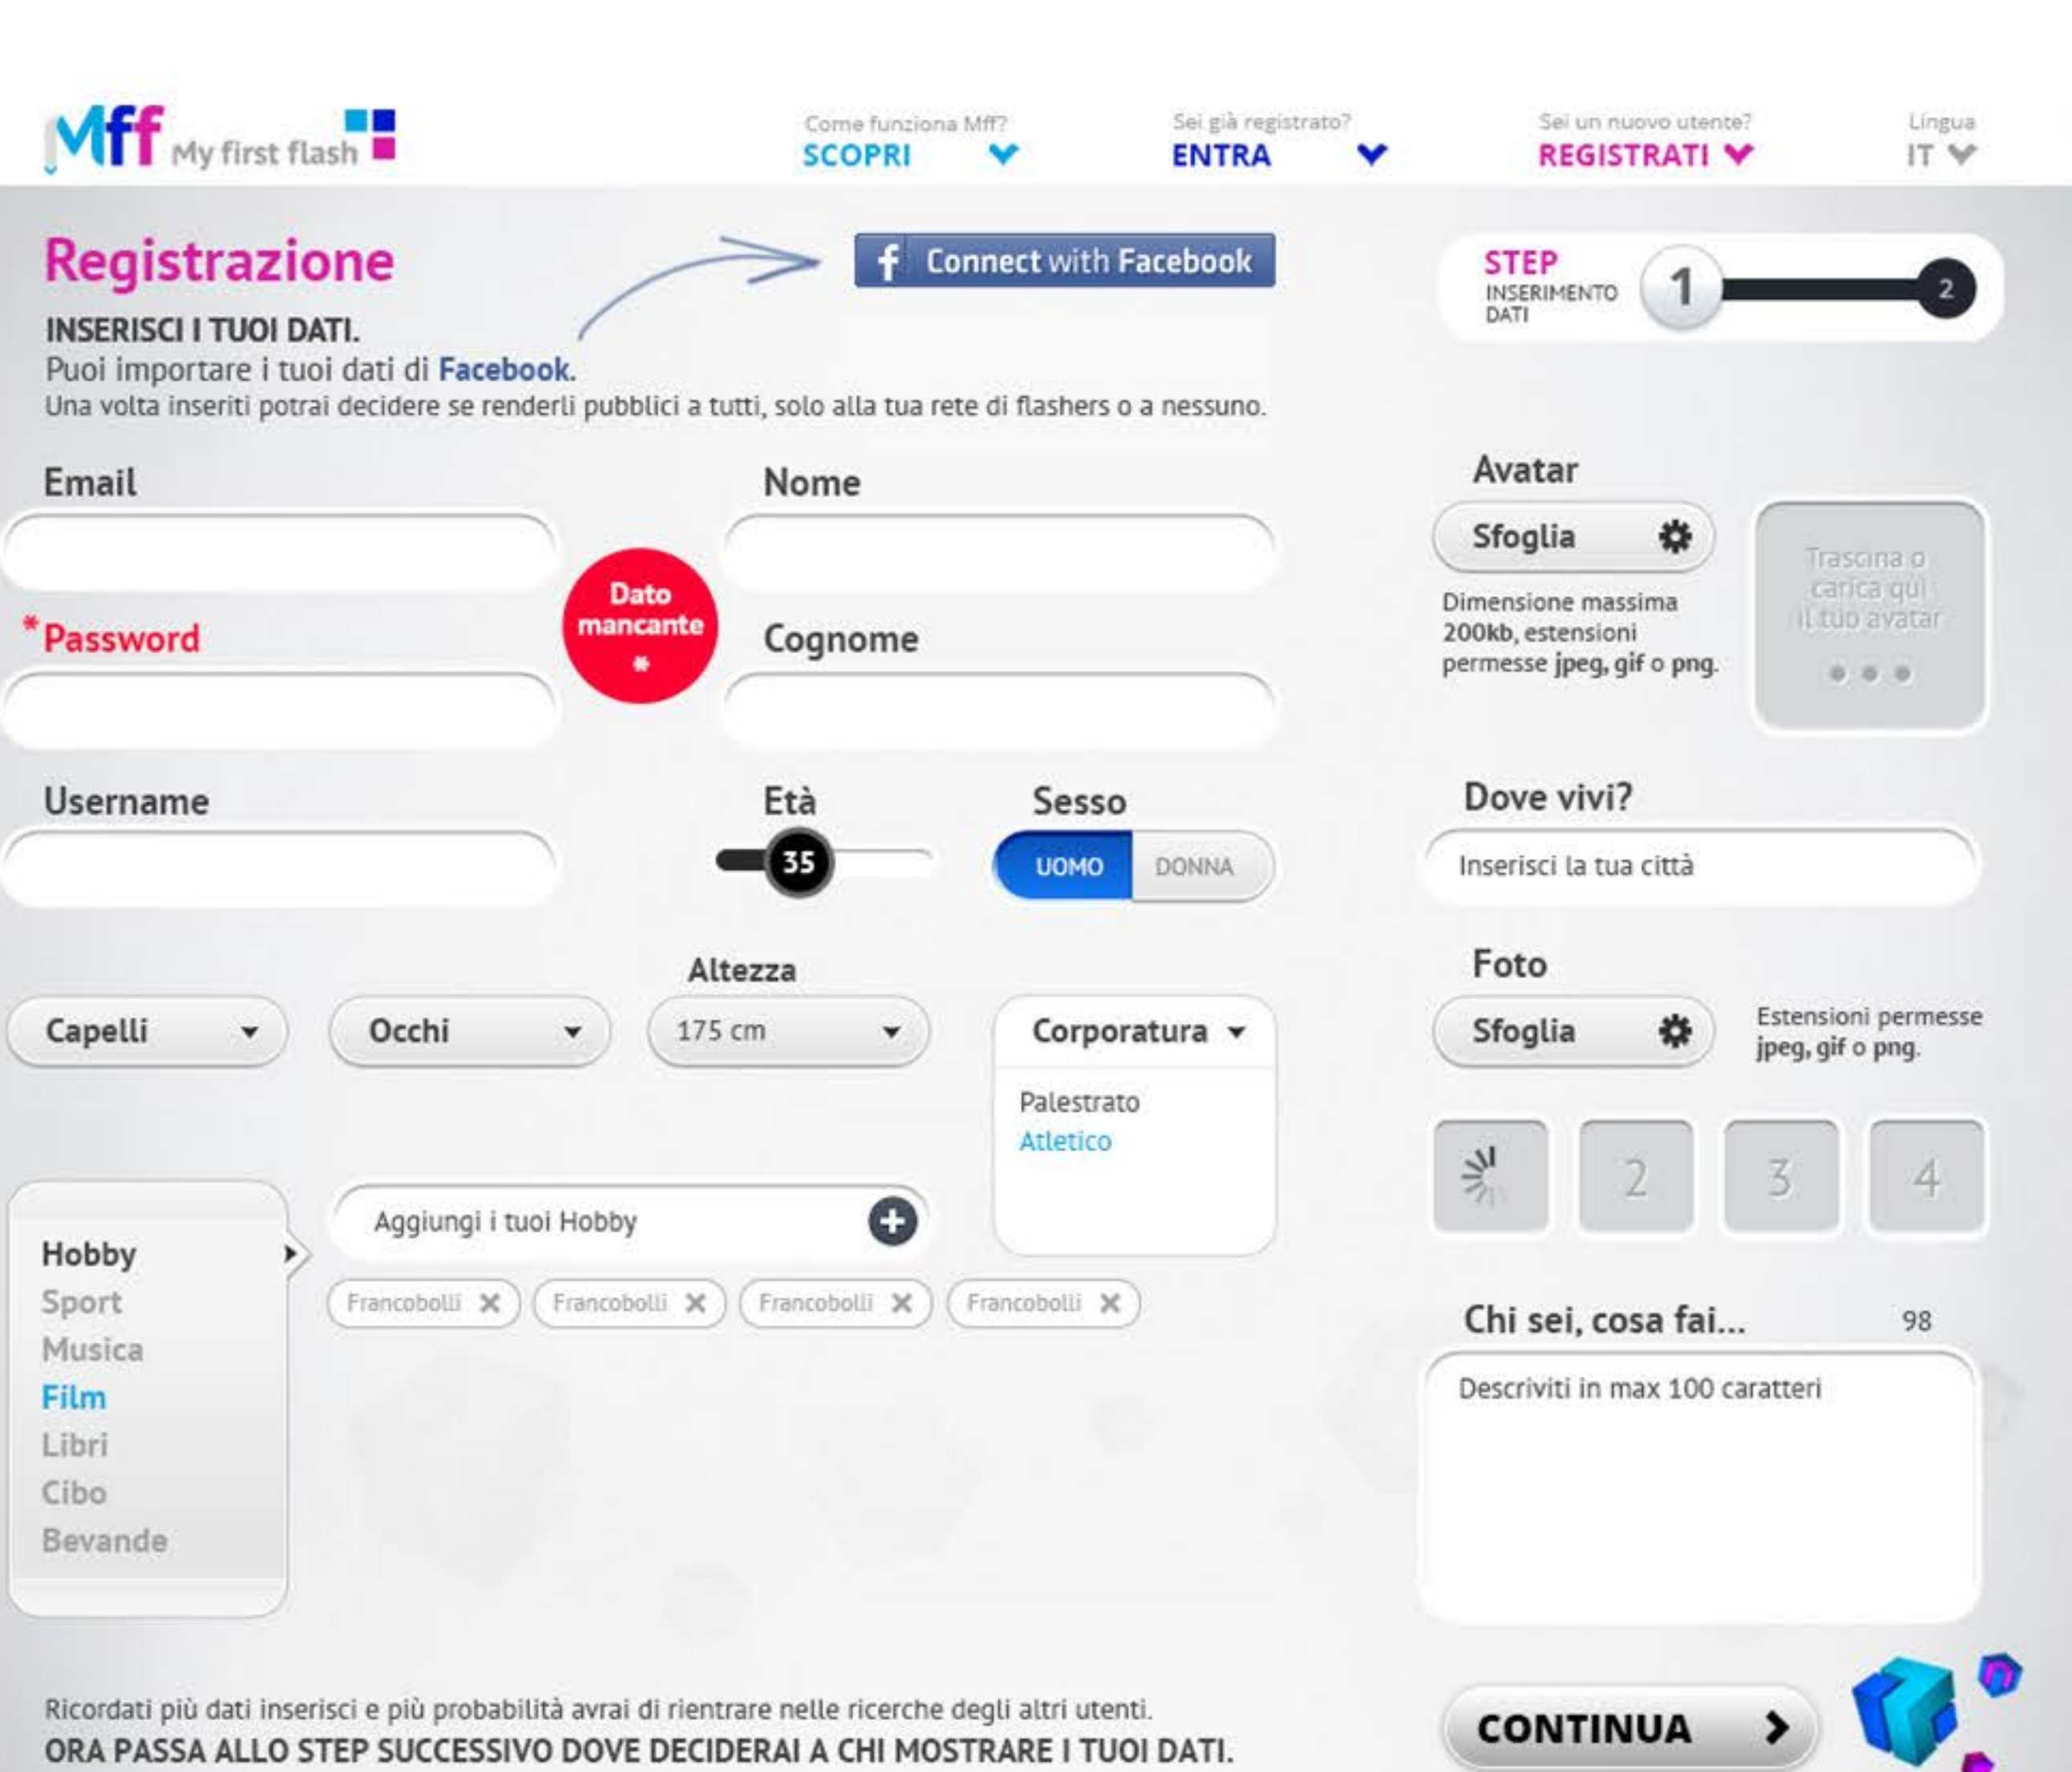 Mff My first flash
Come funziona Mff?
SCOPRI
Sei già registrato?
ENTRA
Sei un nuovo utente?
REGISTRATI
Lingua
IT
Registrazione
f Connect with Facebook
STEP
INSERIMENTO
DATI
1
2
INSERISCI I TUOI DATI.
Puoi importare i tuoi dati di Facebook.
Una volta inseriti potrai decidere se renderli pubblici a tutti, solo alla tua rete di flashers o a nessuno.
Email
Nome
Dato
mancante
*
*Password
Cognome
Avatar
Sfoglia
Dimensione massima
200kb, estensioni
permesse jpeg, gif o png.
Trascina o
carica qui
il tuo avatar
Username
Età
35
Sesso
UOMO
DONNA
Dove vivi?
Inserisci la tua città
Capelli
Occhi
Altezza
175 cm
Corporatura
Palestrato
Atletico
Foto
Sfoglia
Estensioni permesse
jpeg, gif o png.
2
3
4
Hobby
Sport
Musica
Film
Libri
Cibo
Bevande
Aggiungi i tuoi Hobby
Francobolli
Francobolli
Francobolli
Francobolli
Chi sei, cosa fai...
98
Descriviti in max 100 caratteri
Ricordati più dati inserisci e più probabilità avrai di rientrare nelle ricerche degli altri utenti.
ORA PASSA ALLO STEP SUCCESSIVO DOVE DECIDERAI A CHI MOSTRARE I TUOI DATI.
CONTINUA